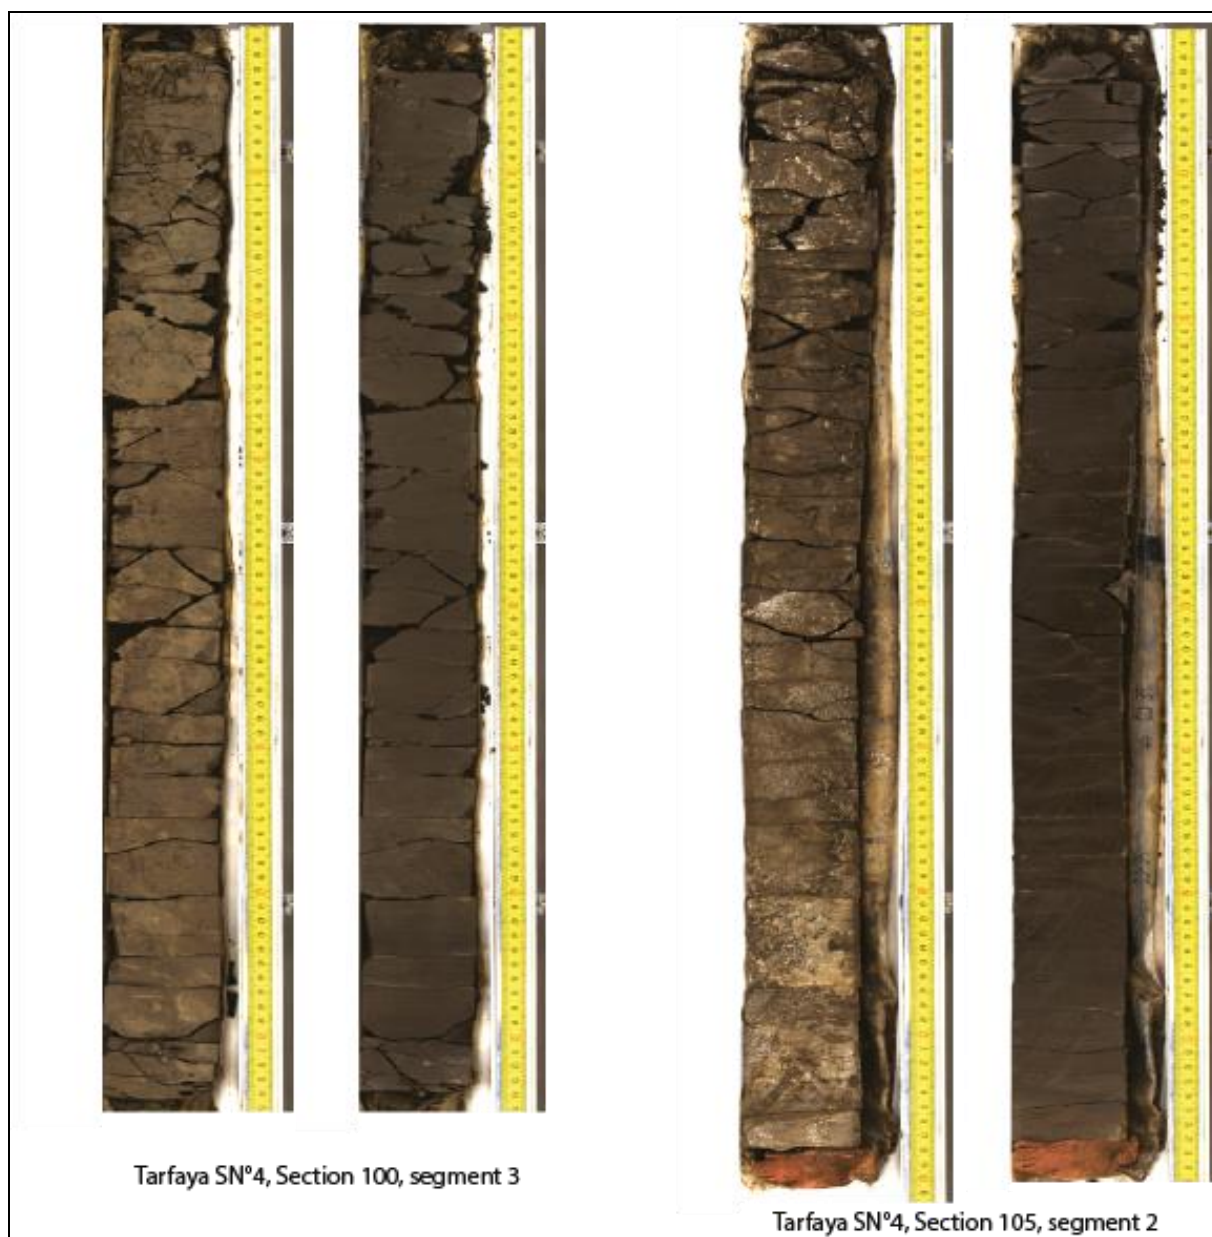 Tarfaya SN°4, Section 100, segment 3
Tarfaya SN°4, Section 105, segment 2